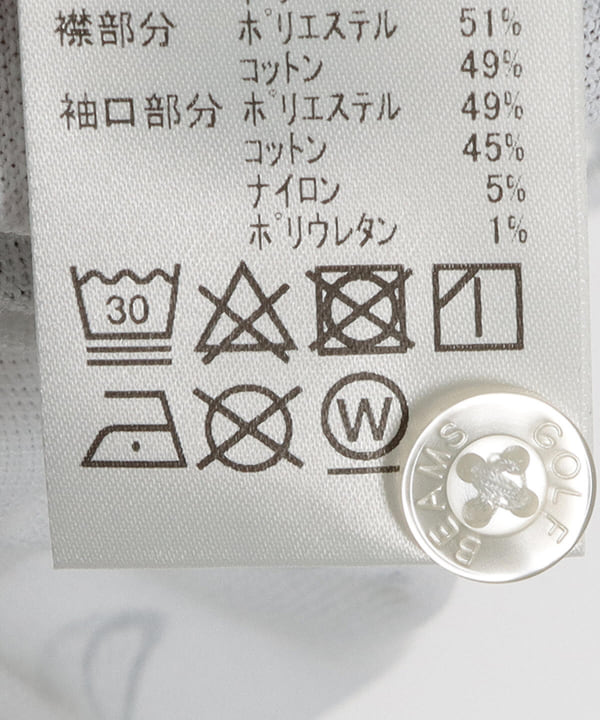 襟部分 ポリエステル 51%
コットン 49%
袖口部分 ポリエステル 49%
コットン 45%
ナイロン 5%
ポリウレタン 1%
30
W
BEAMS GOLF